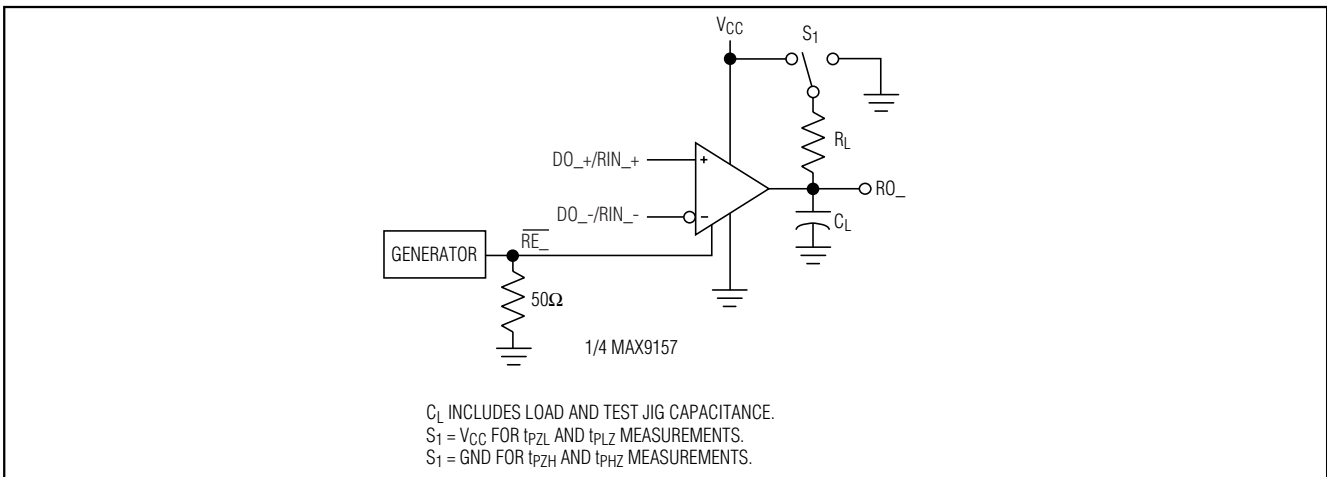 VCC
S1
RL
DO_+/RIN_+
+
RO_
DO_-/RIN_-
-
CL
R̅E̅_̅
GENERATOR
50Ω
1/4 MAX9157
CL INCLUDES LOAD AND TEST JIG CAPACITANCE.
S1 = VCC FOR tPZL AND tPLZ MEASUREMENTS.
S1 = GND FOR tPZH AND tPHZ MEASUREMENTS.